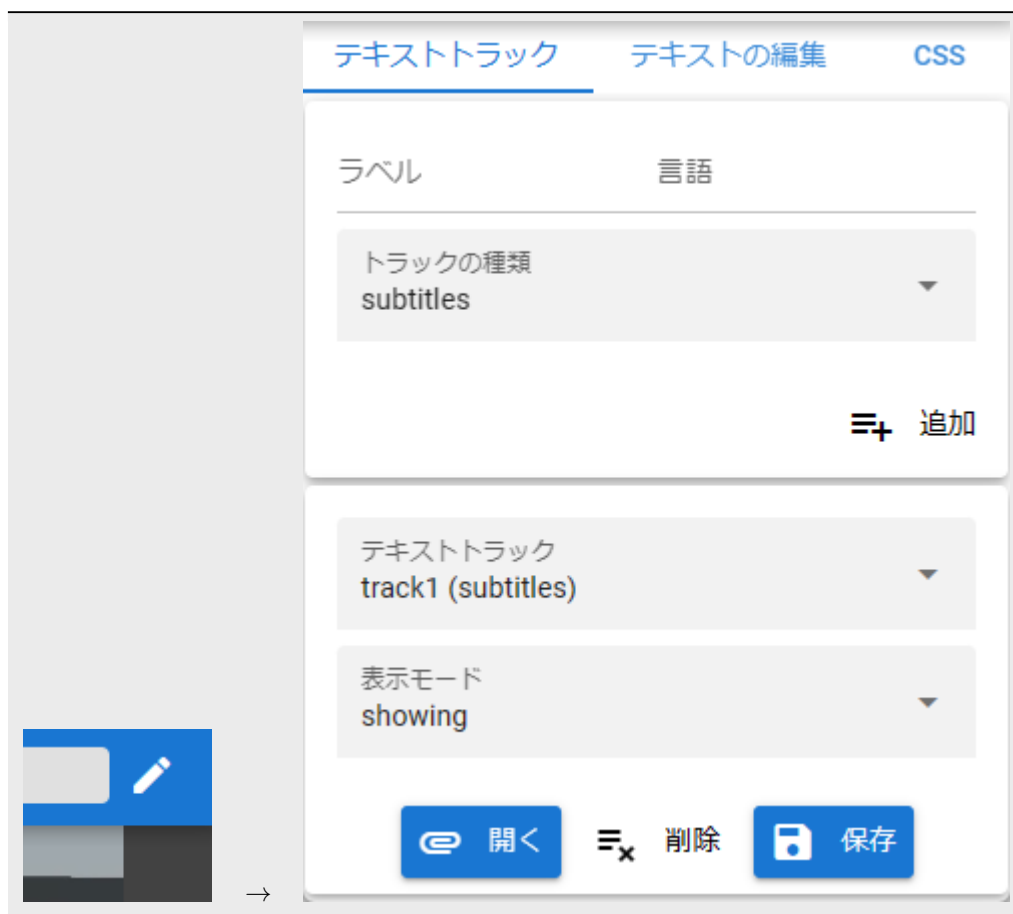 テキストトラック テキストの編集 CSS
ラベル 言語
トラックの種類
subtitles
追加
テキストトラック
track1 (subtitles)
表示モード
showing
開く 削除 保存
→